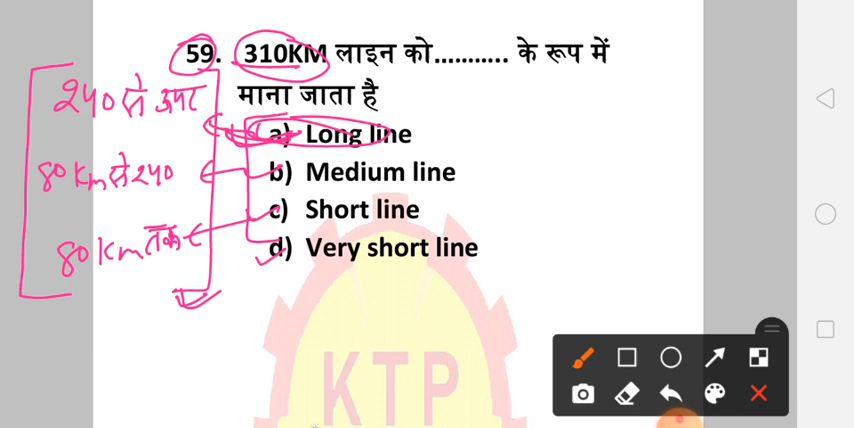 59. 310KM लाइन को........... के रूप में
माना जाता है
a) Long line
b) Medium line
c) Short line
d) Very short line
240 से उपर
80 Km से 240
80 Km तक
KTP